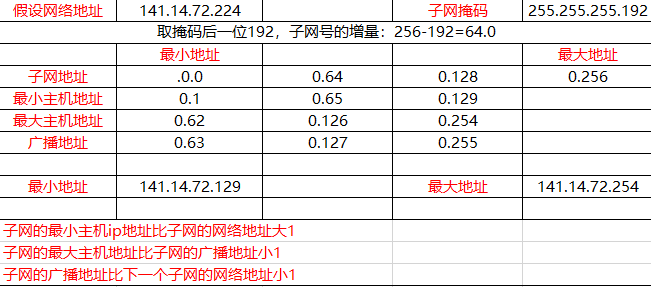 假设网络地址 141.14.72.224 子网掩码 255.255.255.192
取掩码后一位192，子网号的增量：256-192=64.0
最小地址 最大地址
子网地址 .0.0 0.64 0.128 0.256
最小主机地址 0.1 0.65 0.129
最大主机地址 0.62 0.126 0.254
广播地址 0.63 0.127 0.255
最小地址 141.14.72.129 最大地址 141.14.72.254
子网的最小主机ip地址比子网的网络地址大1
子网的最大主机地址比子网的广播地址小1
子网的广播地址比下一个子网的网络地址小1